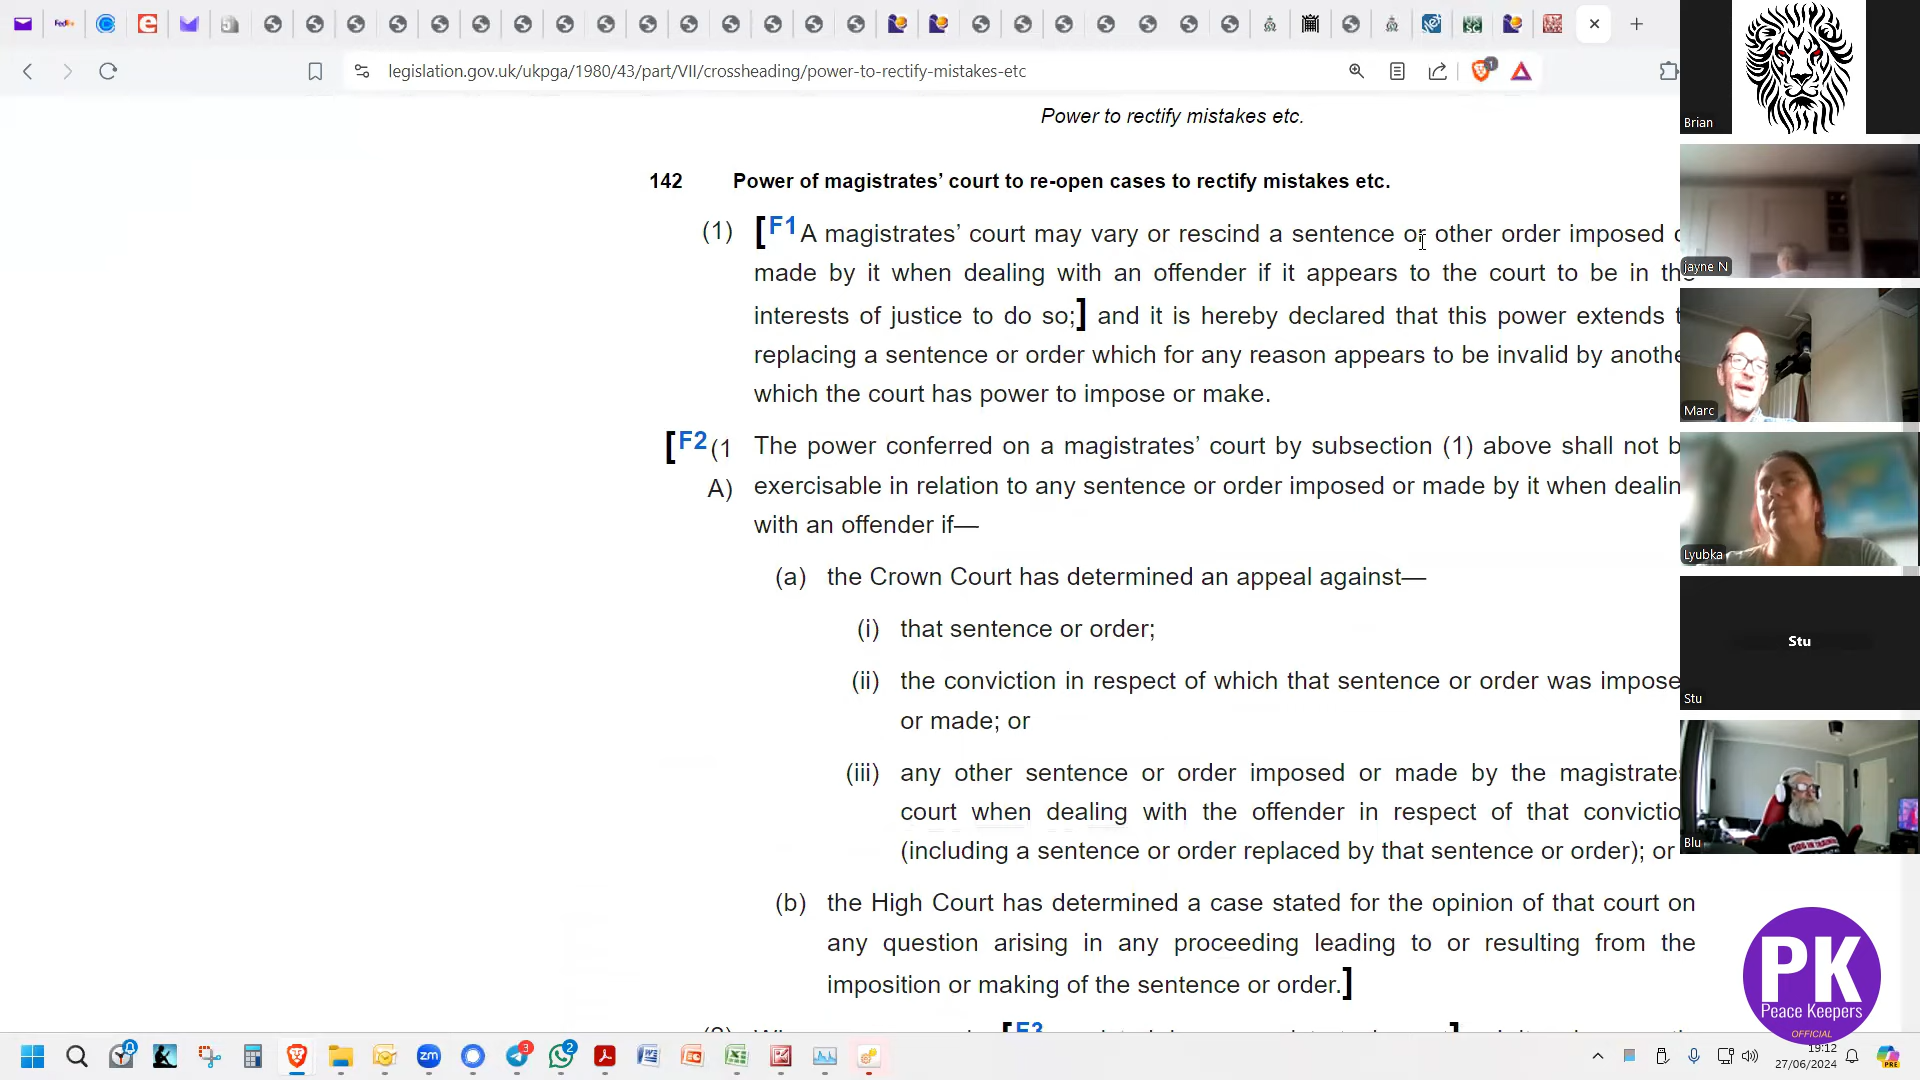 legislation.gov.uk/ukpga/1980/43/part/VII/crossheading/power-to-rectify-mistakes-etc
Power to rectify mistakes etc.
142 Power of magistrates’ court to re-open cases to rectify mistakes etc.
(1) [F1 A magistrates’ court may vary or rescind a sentence or other order imposed
made by it when dealing with an offender if it appears to the court to be in the
interests of justice to do so;] and it is hereby declared that this power extends
replacing a sentence or order which for any reason appears to be invalid by anothe
which the court has power to impose or make.
[F2 (1 The power conferred on a magistrates’ court by subsection (1) above shall not b
A) exercisable in relation to any sentence or order imposed or made by it when dealin
with an offender if—
(a) the Crown Court has determined an appeal against—
(i) that sentence or order;
(ii) the conviction in respect of which that sentence or order was impose
or made; or
(iii) any other sentence or order imposed or made by the magistrates
court when dealing with the offender in respect of that convictio
(including a sentence or order replaced by that sentence or order); or
(b) the High Court has determined a case stated for the opinion of that court on
any question arising in any proceeding leading to or resulting from the
imposition or making of the sentence or order.]
[F3
Brian
jayne N
Marc
Lyubka
Stu
Stu
Blu
PK
Peace Keepers
OFFICIAL
19:12
27/06/2024